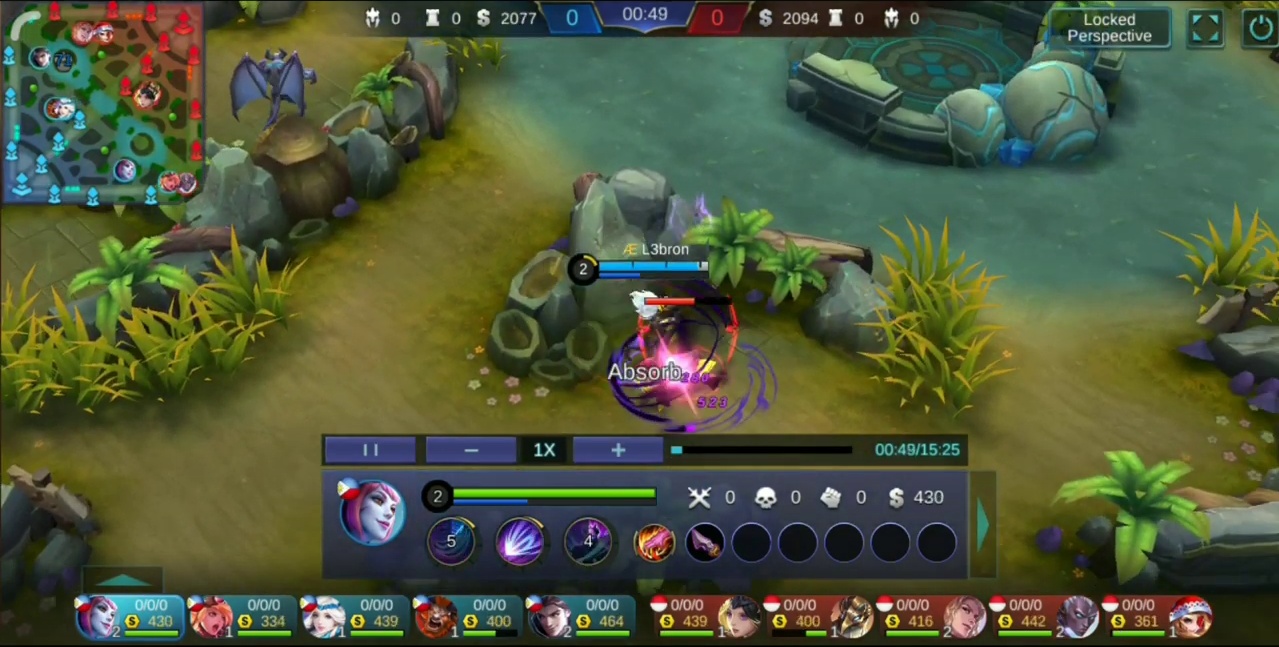 0 0 $ 2077 0 00:49 0 $ 2094 0 0
Locked
Perspective
Æ L3bron
2
Absorb
280
523
1X
00:49/15:25
2 0 0 0 $ 430
5 4
0/0/0 0/0/0 0/0/0 0/0/0 0/0/0 0/0/0 0/0/0 0/0/0 0/0/0 0/0/0
2 S 430 1 S 334 1 S 439 1 S 400 2 S 464 S 439 1 S 400 1 S 416 2 S 442 2 S 361 1